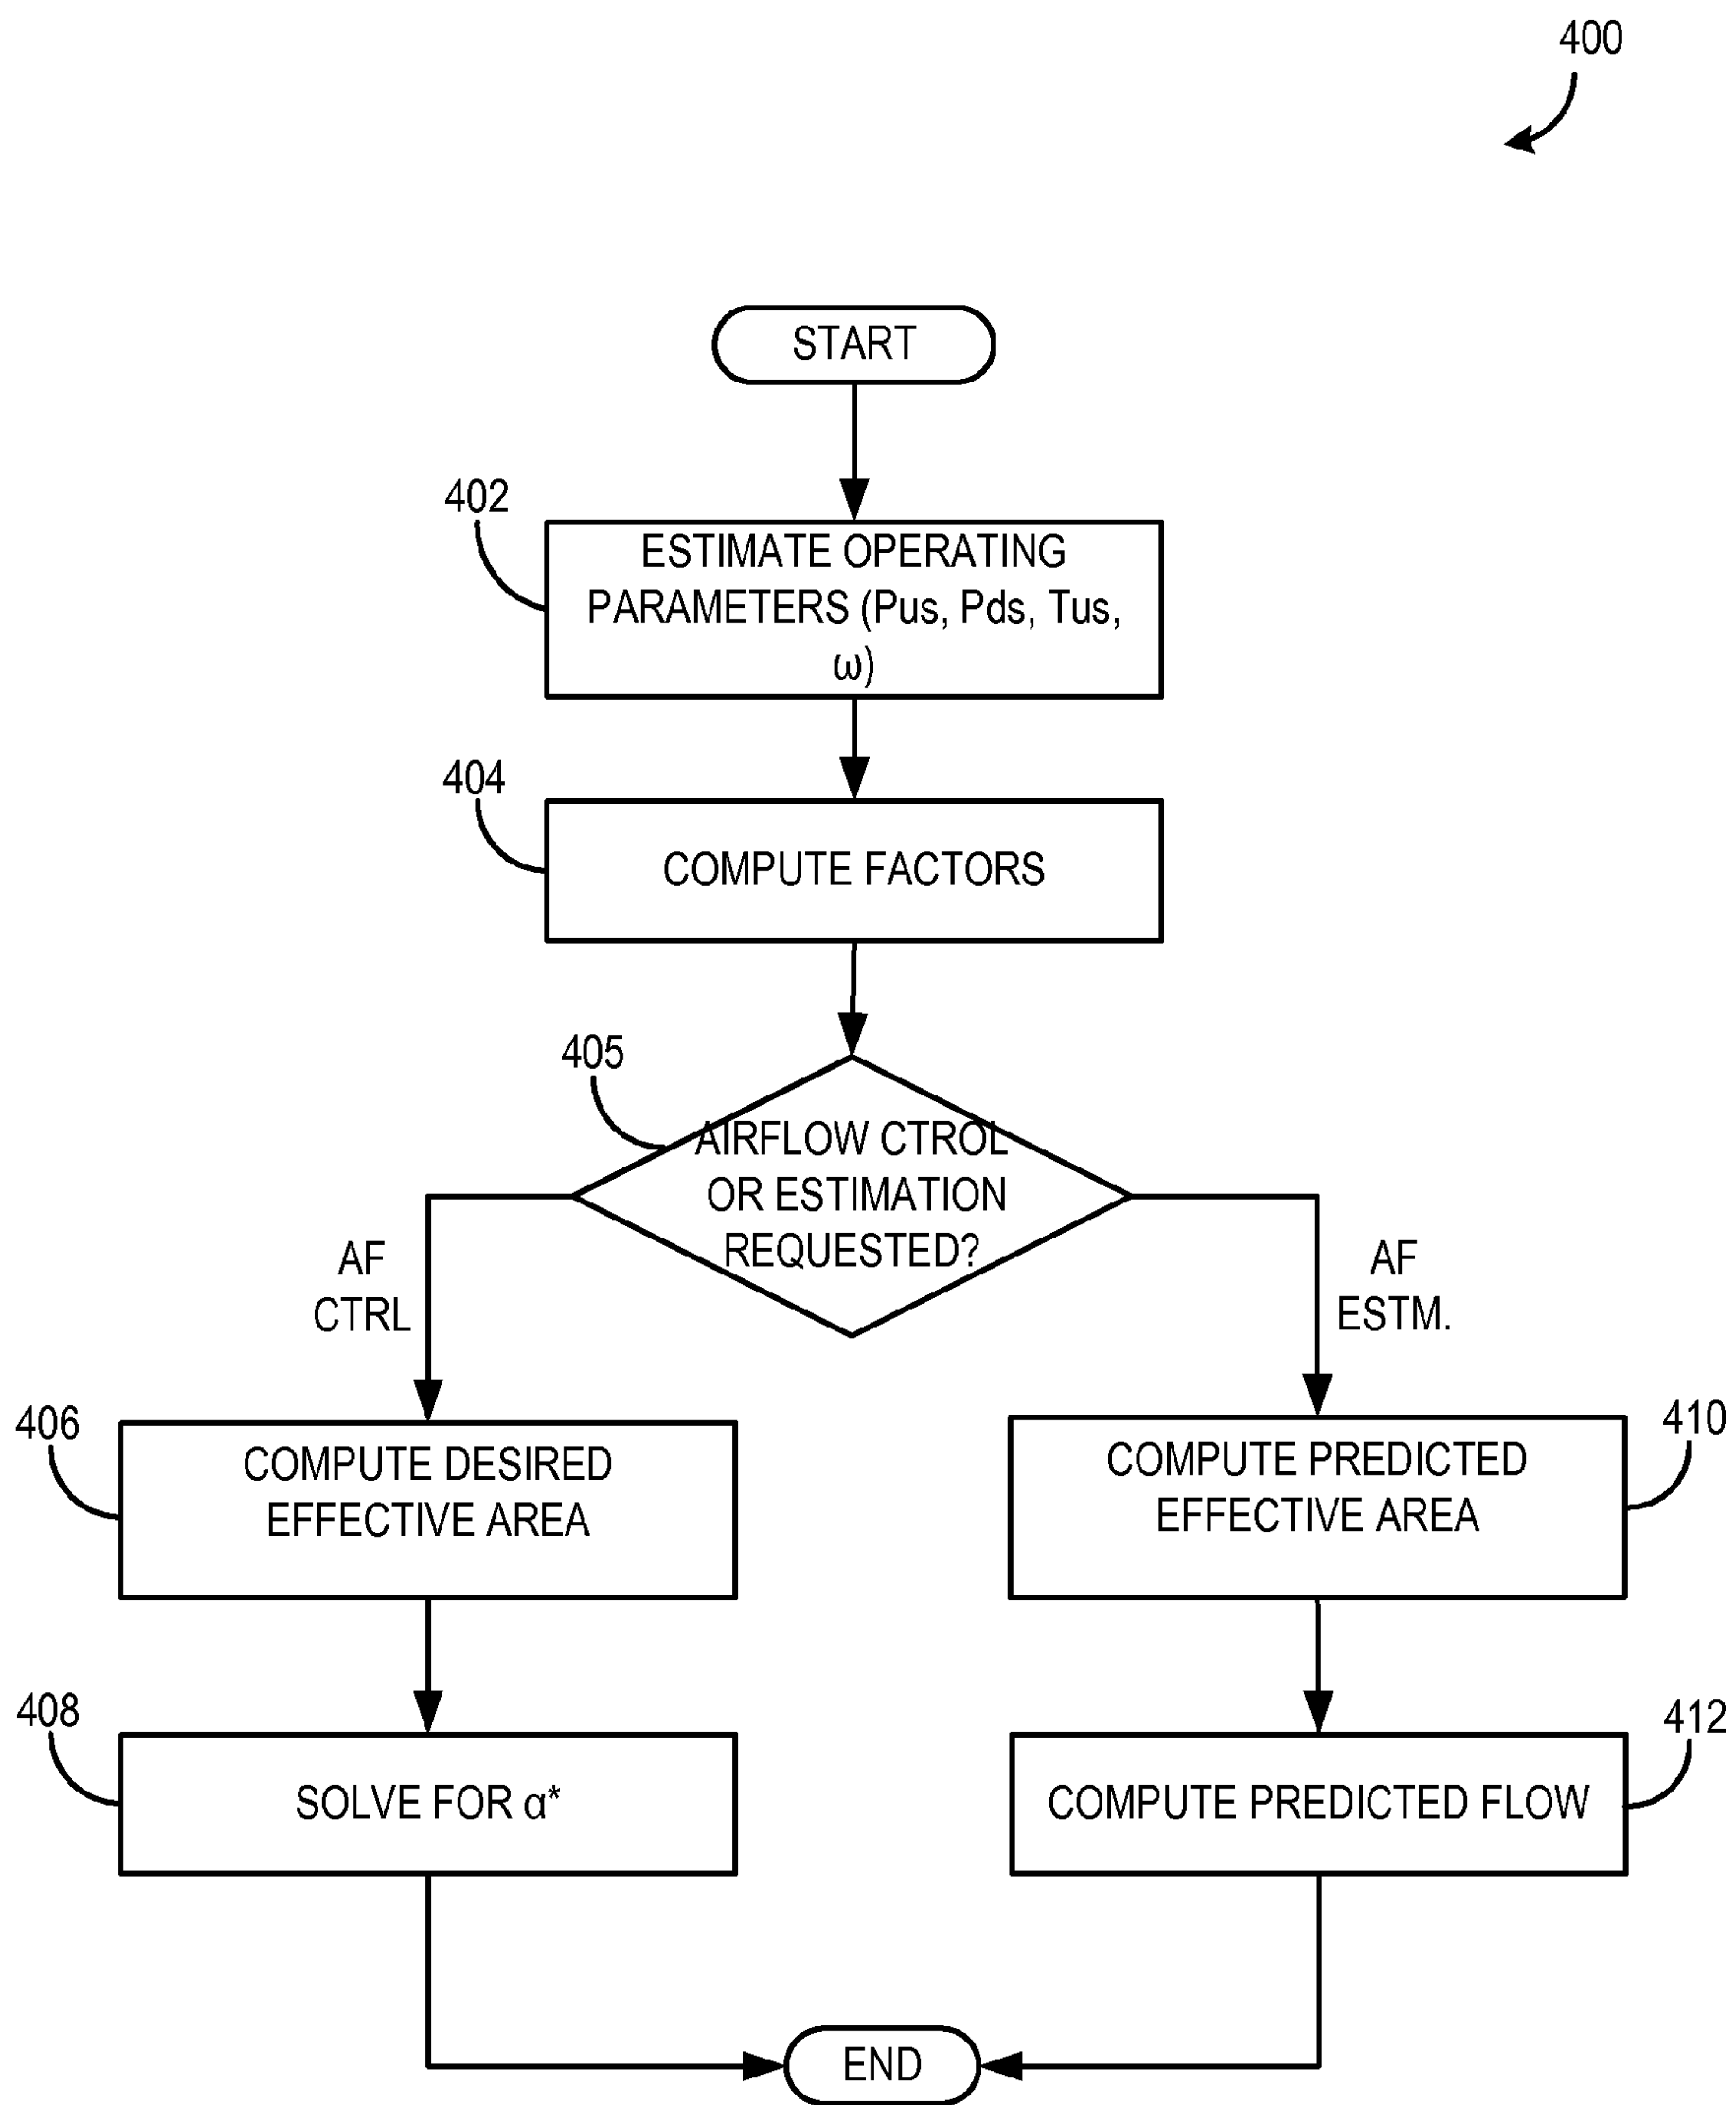 400
START
402
ESTIMATE OPERATING
PARAMETERS (Pus, Pds, Tus,
ω)
404
COMPUTE FACTORS
405
AIRFLOW CTROL
OR ESTIMATION
REQUESTED?
AF
CTRL
AF
ESTM.
406
COMPUTE DESIRED
EFFECTIVE AREA
410
COMPUTE PREDICTED
EFFECTIVE AREA
408
SOLVE FOR α*
412
COMPUTE PREDICTED FLOW
END